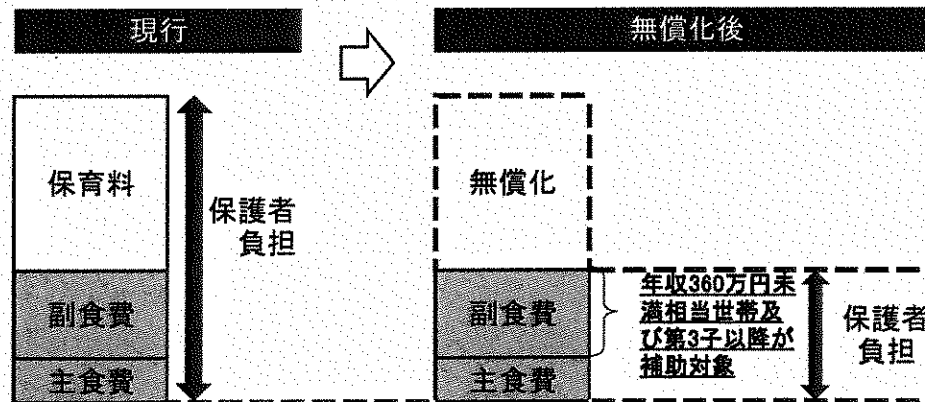 現行
無償化後
保育料
保護者
負担
副食費
主食費
無償化
副食費
主食費
年収360万円未
満相当世帯及
び第3子以降が
補助対象
保護者
負担